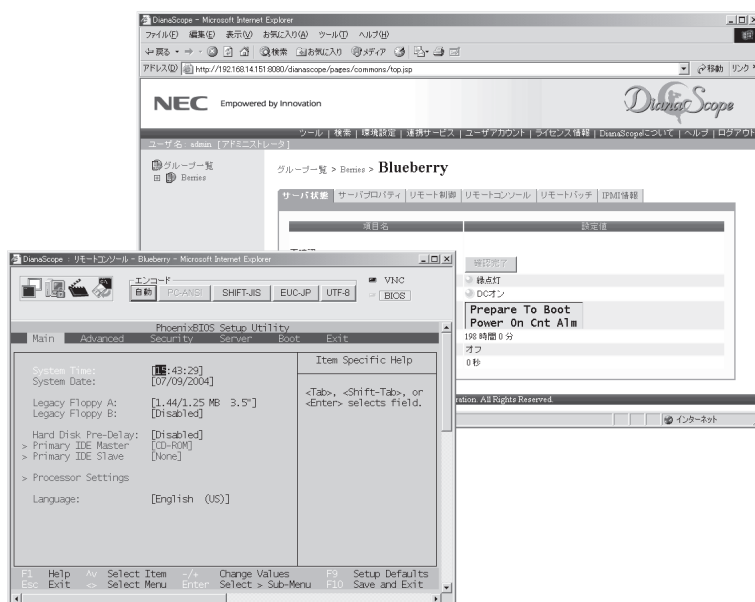 DianaScope - Microsoft Internet Explorer
ファイル(F) 編集(E) 表示(V) お気に入り(A) ツール(T) ヘルプ(H)
戻る 検索 お気に入り メディア
アドレス(D) http://192.168.14.151:8080/dianascope/pages/commons/top.jsp 移動 リンク
NEC Empowered by Innovation DianaScope
ツール | 検索 | 環境設定 | 連携サービス | ユーザアカウント | ライセンス情報 | DianaScopeについて | ヘルプ | ログアウト
ユーザ名: admin [アドミニストレータ]
グループ一覧
Berries
グループ一覧 > Berries > Blueberry
サーバ状態 サーバプロパティ リモート制御 リモートコンソール リモートバッチ IPMI情報
項目名 設定値
確認完了
緑点灯
DCオン
Prepare To Boot
Power On Cnt Alm
198 時間 0 分
オフ
0 秒
ration. All Rights Reserved.
インターネット
DianaScope : リモートコンソール - Blueberry - Microsoft Internet Explorer
エンコード
自動 PC-ANSI SHIFT-JIS EUC-JP UTF-8
VNC
BIOS
PhoenixBIOS Setup Utility
Main Advanced Security Server Boot Exit
Item Specific Help
System Time: [15:43:29]
System Date: [07/09/2004]
<Tab>, <Shift-Tab>, or
<Enter> selects field.
Legacy Floppy A: [1.44/1.25 MB 3.5"]
Legacy Floppy B: [Disabled]
Hard Disk Pre-Delay: [Disabled]
> Primary IDE Master [CD-ROM]
> Primary IDE Slave [None]
> Processor Settings
Language: [English (US)]
F1 Help ^v Select Item -/+ Change Values F9 Setup Defaults
Esc Exit <> Select Menu Enter Select > Sub-Menu F10 Save and Exit